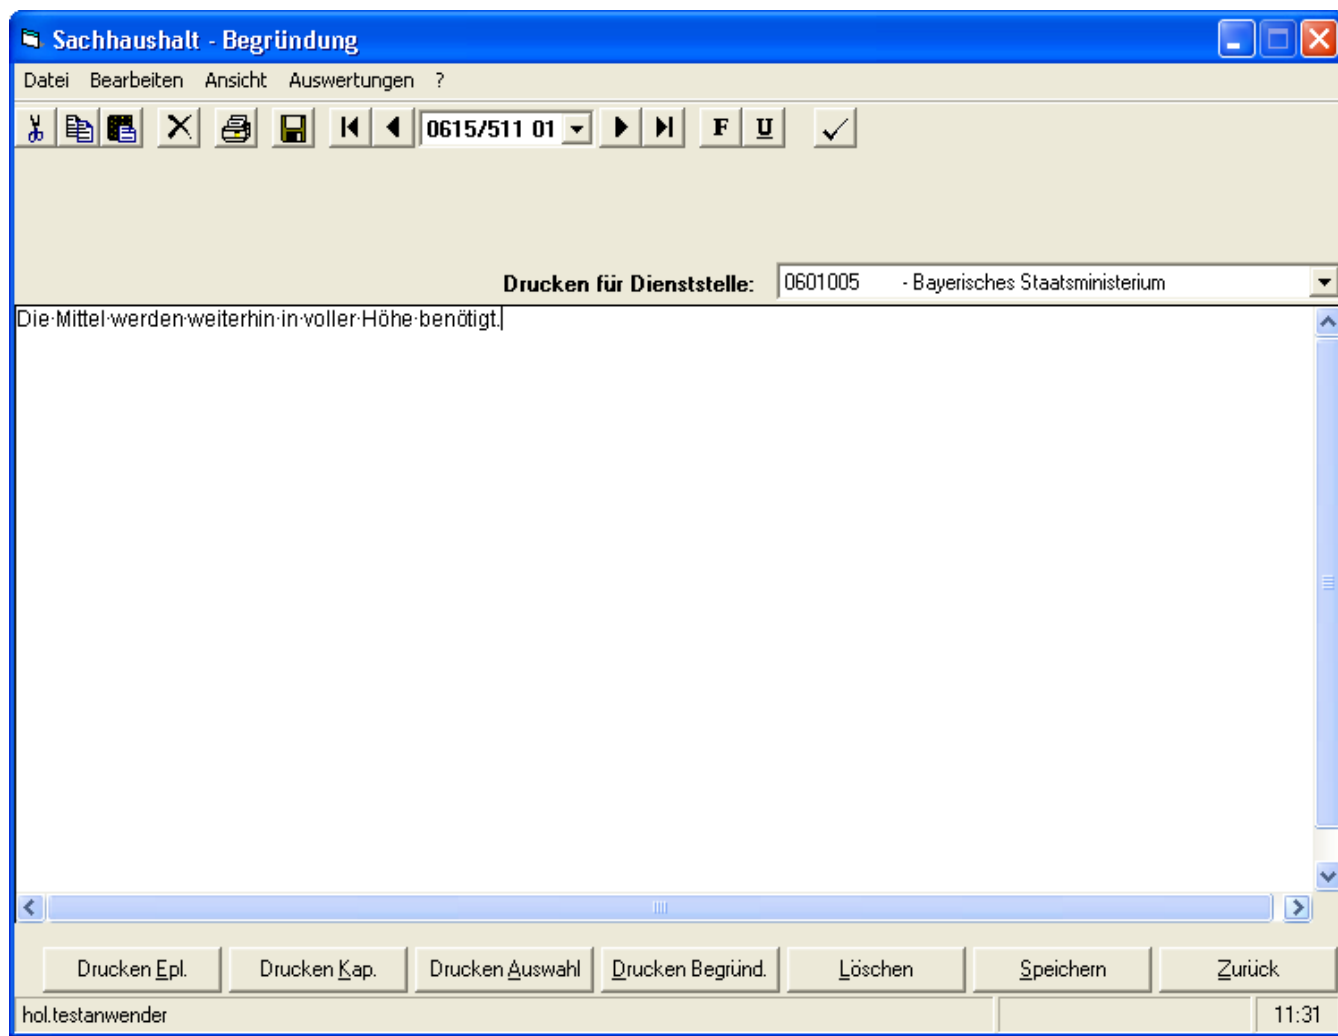 Sachhaushalt - Begründung
Datei Bearbeiten Ansicht Auswertungen ?
0615/511 01 F U
Drucken für Dienststelle: 0601005 - Bayerisches Staatsministerium
Die·Mittel·werden·weiterhin·in·voller·Höhe·benötigt.
Drucken Epl. Drucken Kap. Drucken Auswahl Drucken Begründ. Löschen Speichern Zurück
hol.testanwender 11:31